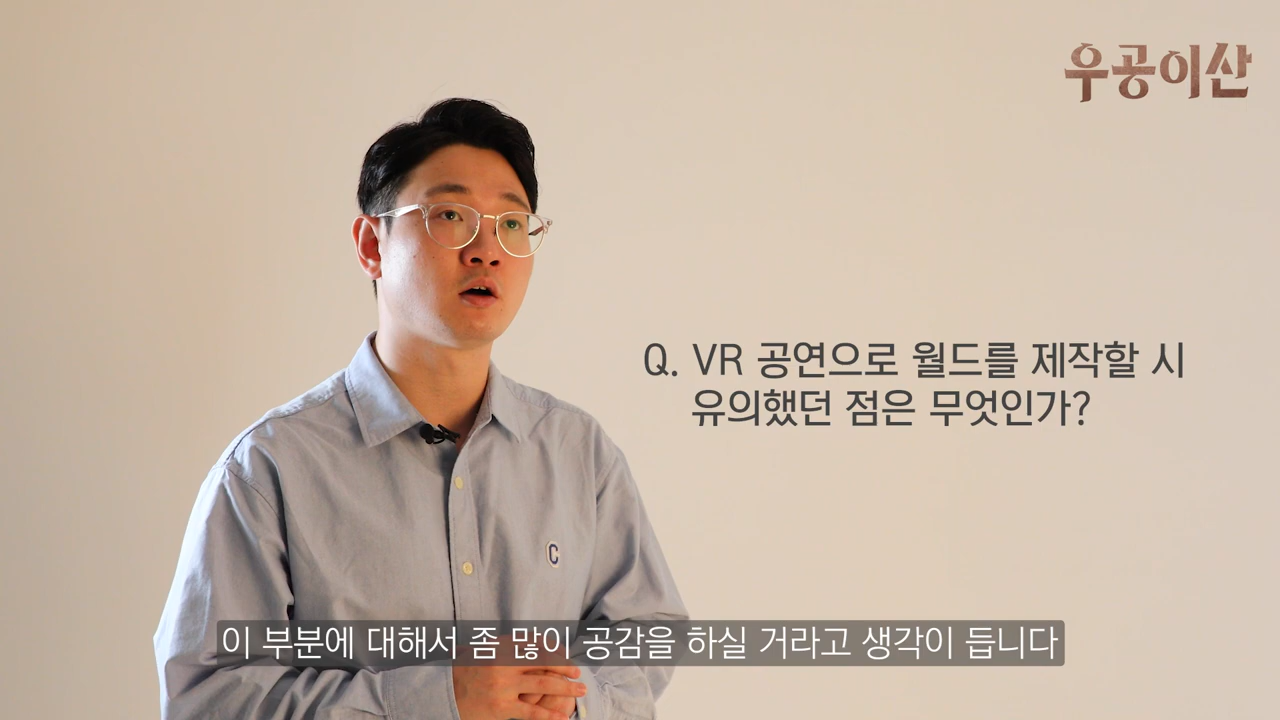 우공이산
Q. VR 공연으로 월드를 제작할 시
유의했던 점은 무엇인가?
C
이 부분에 대해서 좀 많이 공감을 하실 거라고 생각이 듭니다